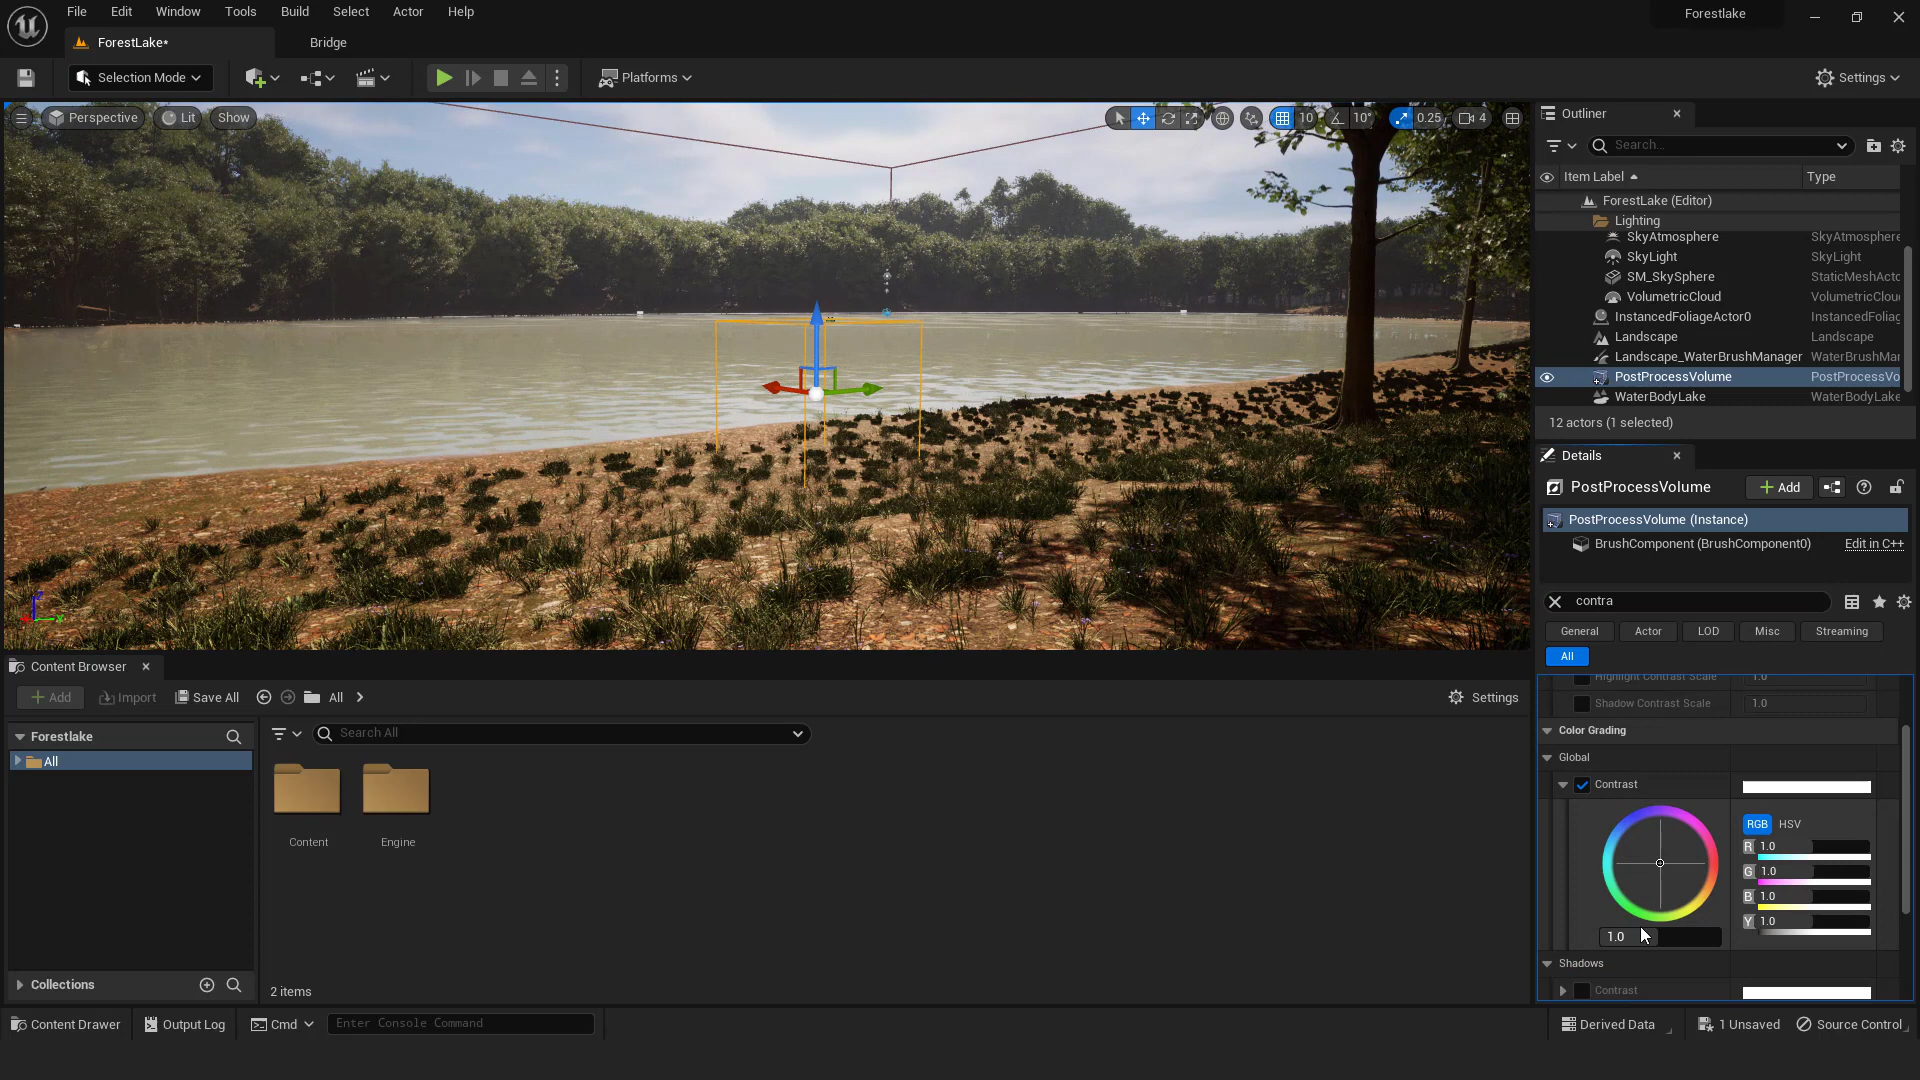 File Edit Window Tools Build Select Actor Help
Forestlake
ForestLake*
Bridge
Selection Mode
Platforms
Settings
Perspective
Lit
Show
10
10°
0.25
4
Outliner
Search...
Item Label
Type
ForestLake (Editor)
Lighting
SkyAtmosphere SkyAtmosphere
SkyLight SkyLight
SM_SkySphere StaticMeshActo
VolumetricCloud VolumetricClou
InstancedFoliageActor0 InstancedFoliag
Landscape Landscape
Landscape_WaterBrushManager WaterBrushMan
PostProcessVolume PostProcessVo
WaterBodyLake WaterBodyLake
12 actors (1 selected)
Details
PostProcessVolume
Add
PostProcessVolume (Instance)
BrushComponent (BrushComponent0)
Edit in C++
contra
General Actor LOD Misc Streaming
All
Highlight Contrast Scale 1.0
Shadow Contrast Scale 1.0
Color Grading
Global
Contrast
RGB HSV
R 1.0
G 1.0
B 1.0
Y 1.0
1.0
Shadows
Contrast
Content Browser
Add
Import
Save All
All
Settings
Forestlake
All
Search All
Content
Engine
Collections
2 items
Content Drawer
Output Log
Cmd
Enter Console Command
Derived Data
1 Unsaved
Source Control